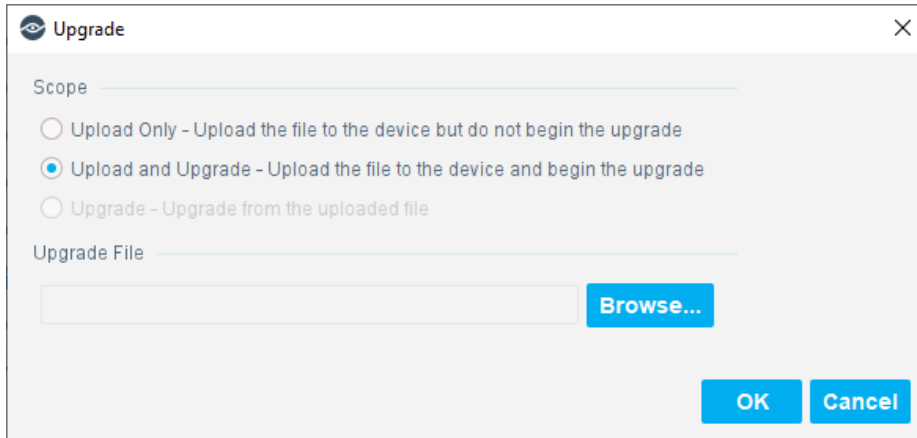 Upgrade
Scope
Upload Only - Upload the file to the device but do not begin the upgrade
Upload and Upgrade - Upload the file to the device and begin the upgrade
Upgrade - Upgrade from the uploaded file
Upgrade File
Browse...
OK Cancel